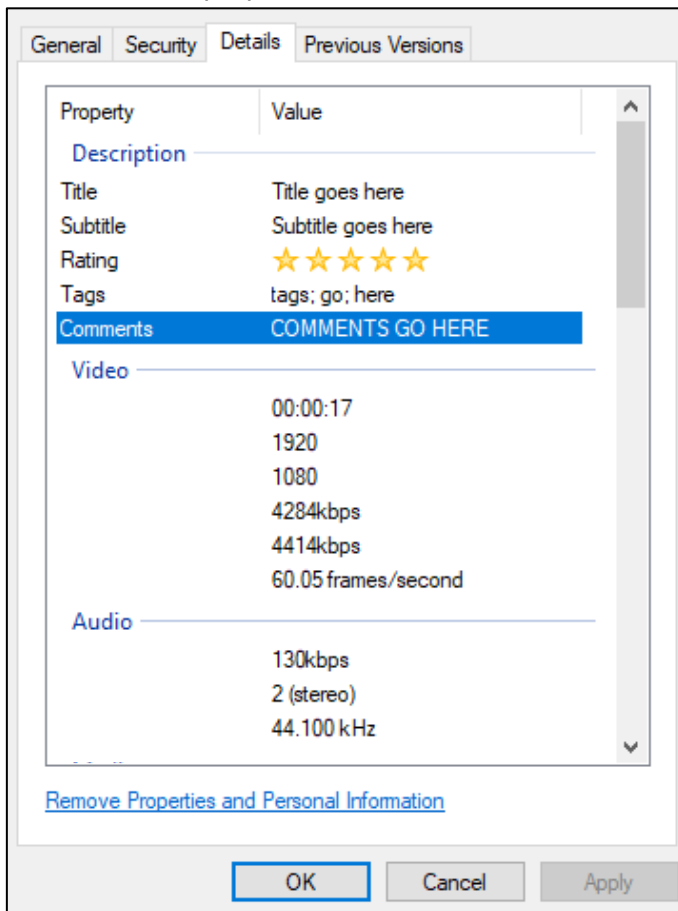 General Security Details Previous Versions
Property Value
Description
Title Title goes here
Subtitle Subtitle goes here
Rating
Tags tags; go; here
Comments COMMENTS GO HERE
Video
00:00:17
1920
1080
4284kbps
4414kbps
60.05 frames/second
Audio
130kbps
2 (stereo)
44.100 kHz
Remove Properties and Personal Information
OK Cancel Apply